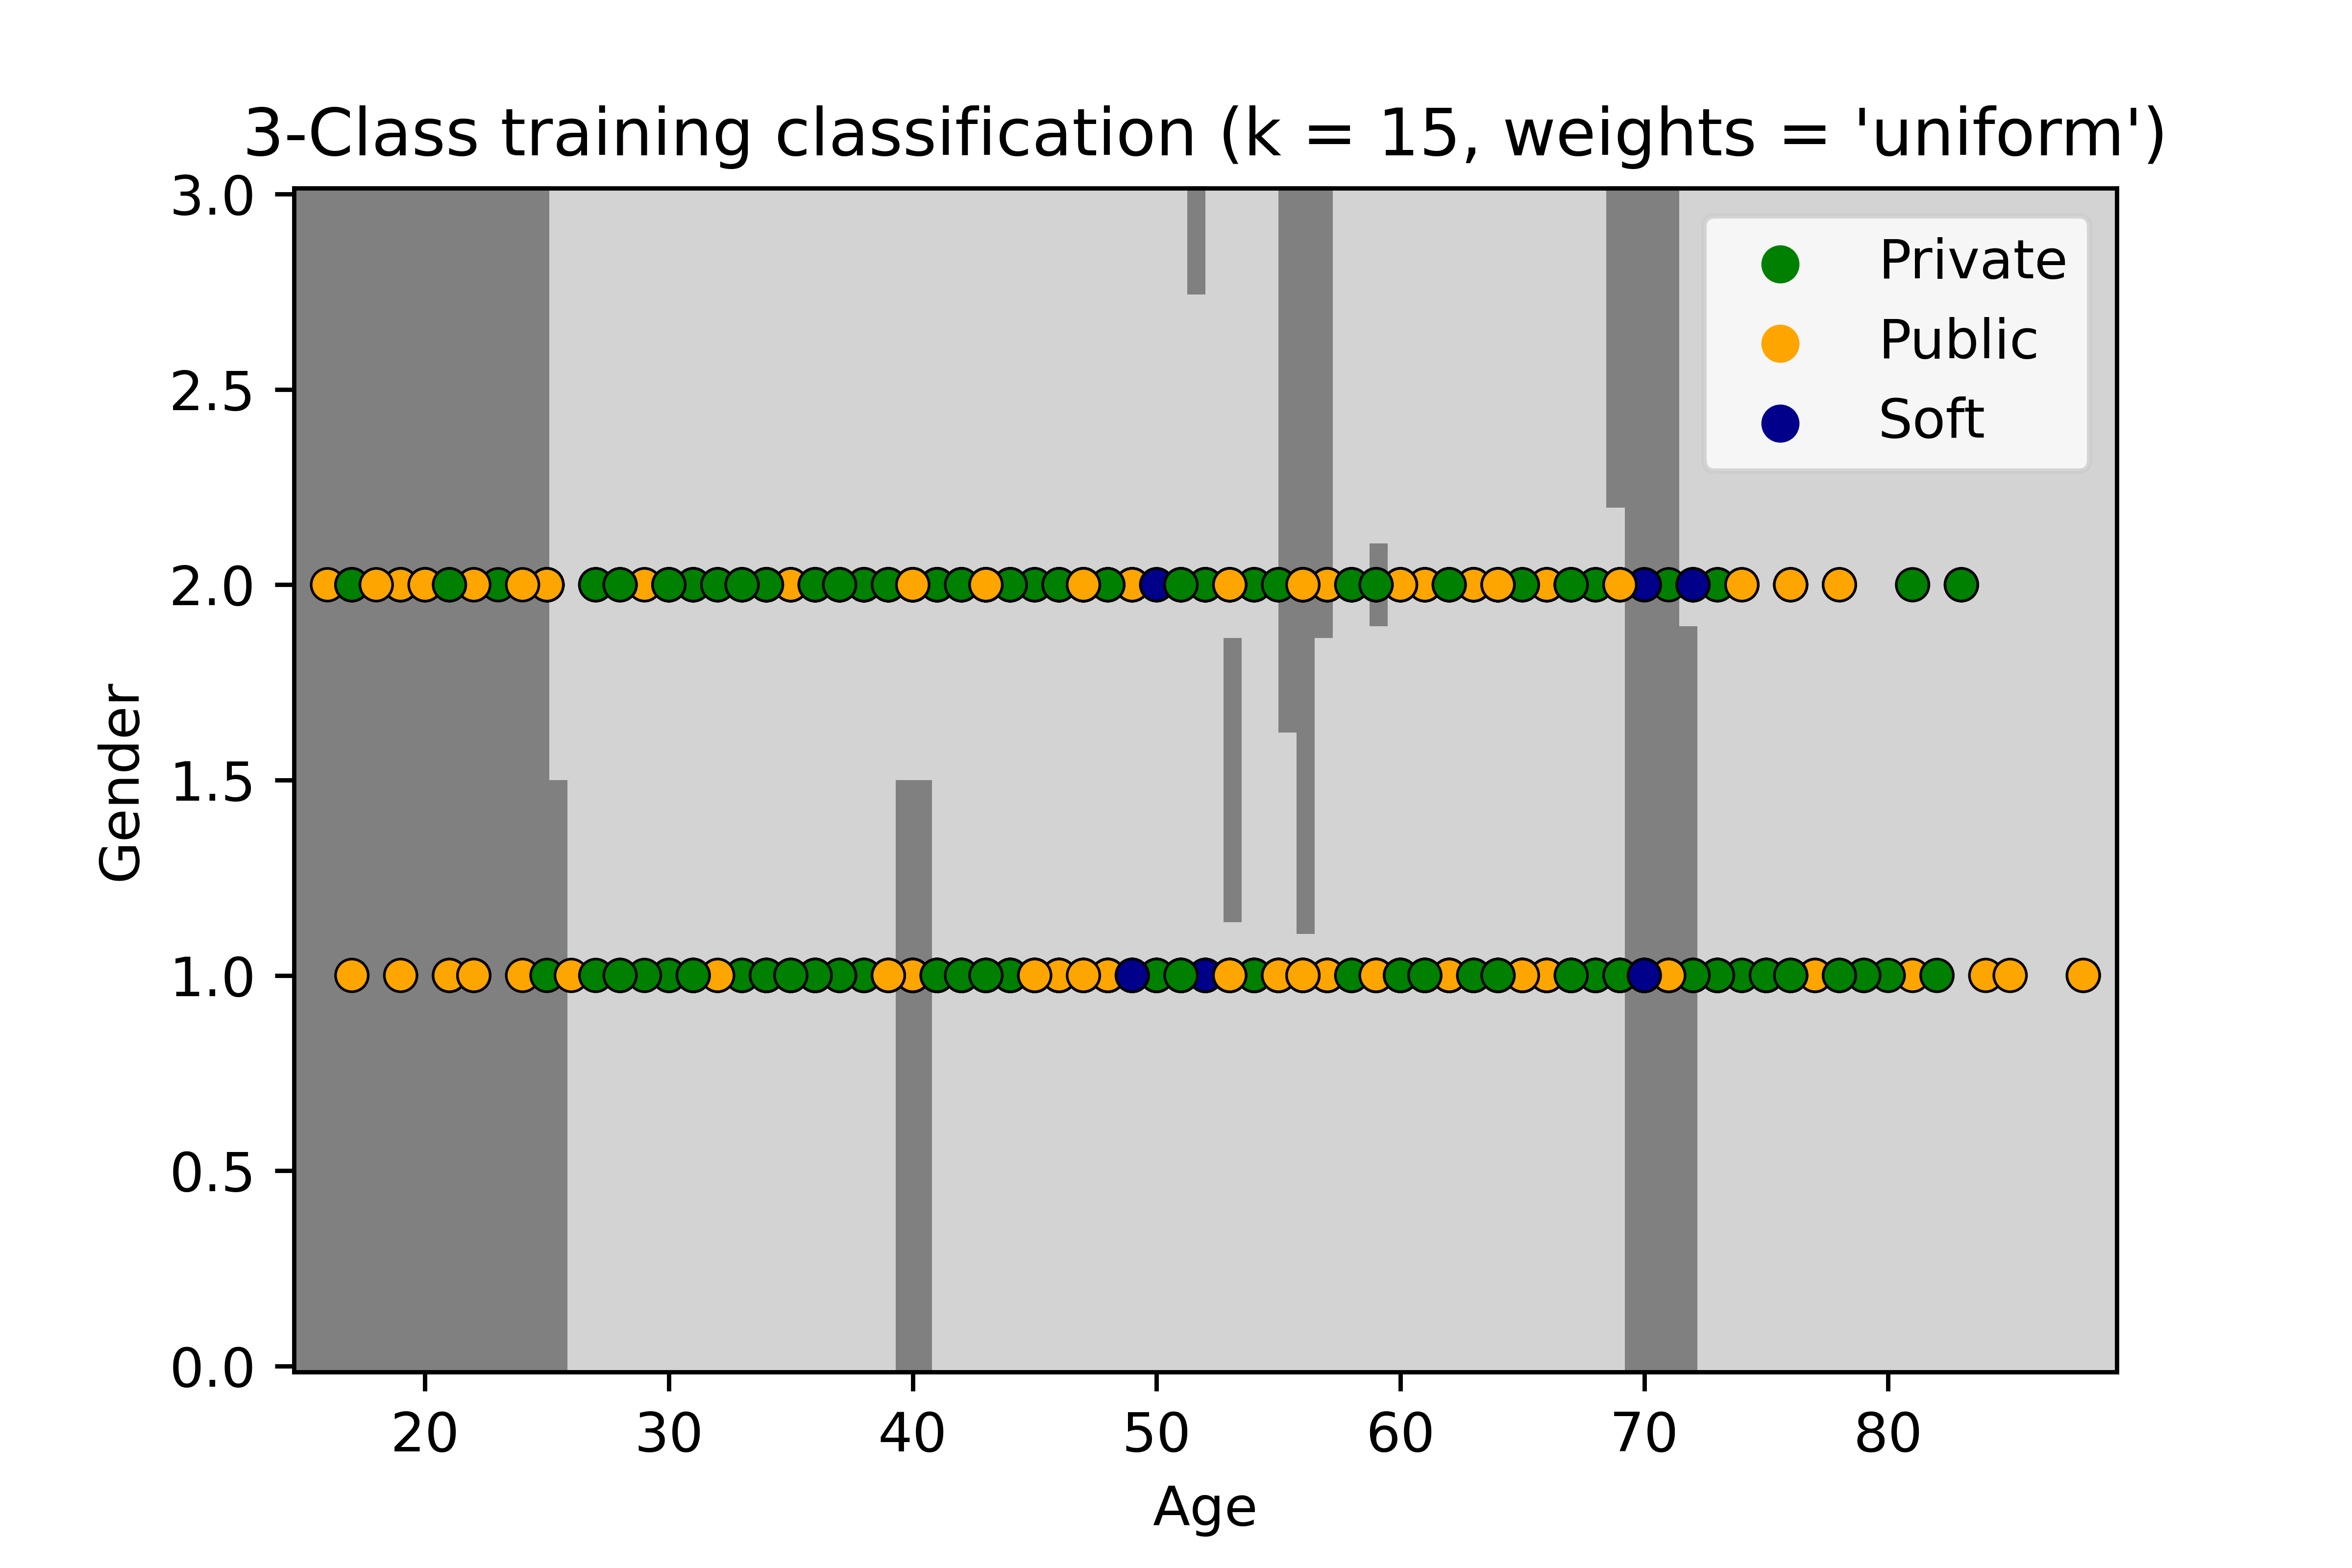 3-Class training classification (k = 15, weights = 'uniform')
3.0
2.5
2.0
1.5
1.0
0.5
0.0
Gender
Private
Public
Soft
20 30 40 50 60 70 80
Age